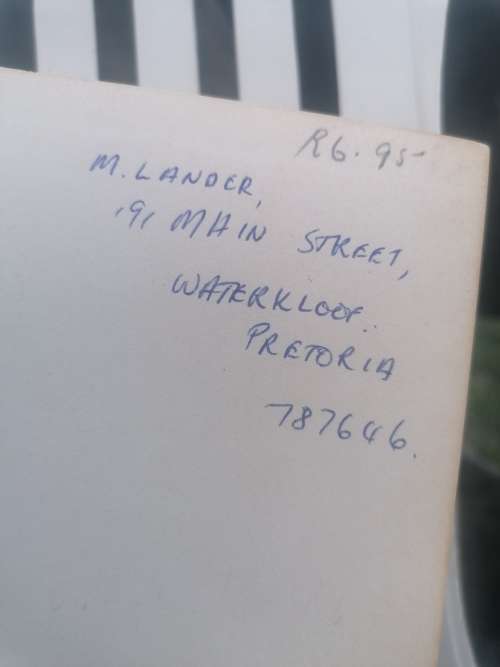 R6.95
M. LANDER,
191 MAIN STREET,
WATERKLOOF.
PRETORIA
787646.